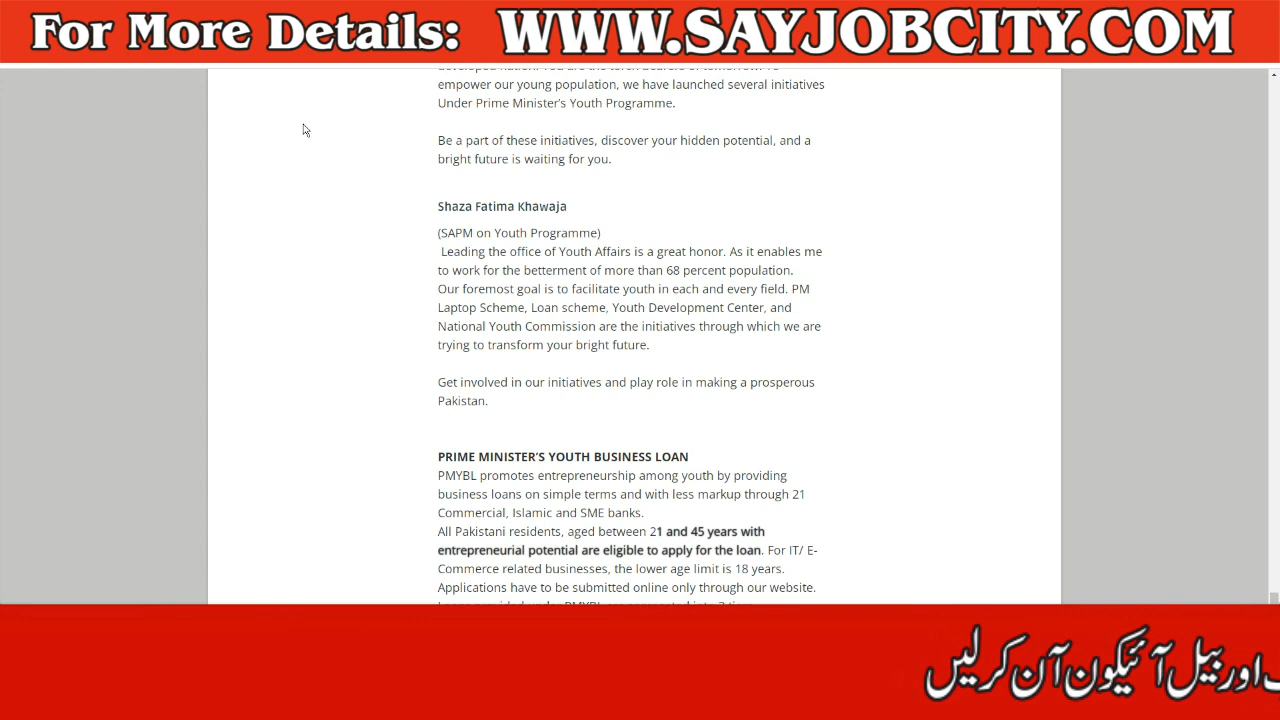 For More Details: WWW.SAYJOBCITY.COM
empower our young population, we have launched several initiatives
Under Prime Minister's Youth Programme.
Be a part of these initiatives, discover your hidden potential, and a
bright future is waiting for you.
Shaza Fatima Khawaja
(SAPM on Youth Programme)
Leading the office of Youth Affairs is a great honor. As it enables me
to work for the betterment of more than 68 percent population.
Our foremost goal is to facilitate youth in each and every field. PM
Laptop Scheme, Loan scheme, Youth Development Center, and
National Youth Commission are the initiatives through which we are
trying to transform your bright future.
Get involved in our initiatives and play role in making a prosperous
Pakistan.
PRIME MINISTER'S YOUTH BUSINESS LOAN
PMYBL promotes entrepreneurship among youth by providing
business loans on simple terms and with less markup through 21
Commercial, Islamic and SME banks.
All Pakistani residents, aged between 21 and 45 years with
entrepreneurial potential are eligible to apply for the loan. For IT/ E-
Commerce related businesses, the lower age limit is 18 years.
Applications have to be submitted online only through our website.
اور بیل آئیکون آن کر لیں